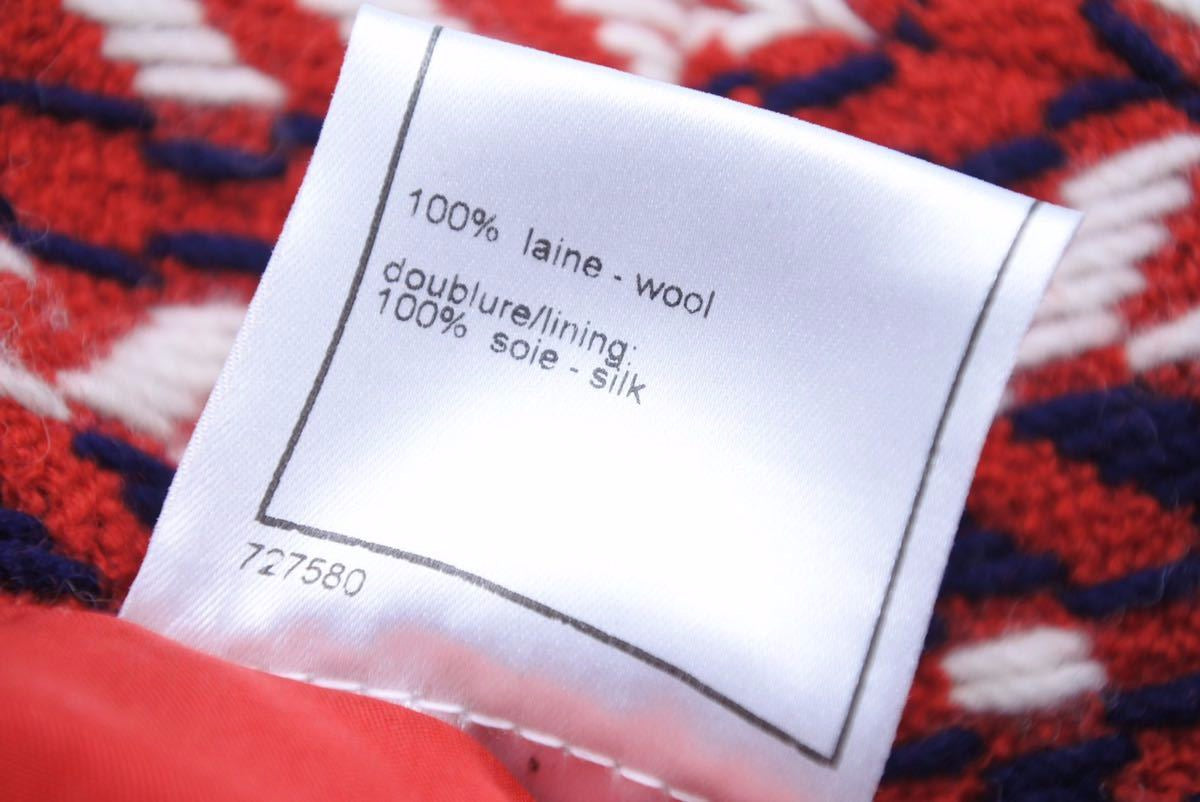 100% laine - wool
doublure/lining:
100% soie - silk
727580